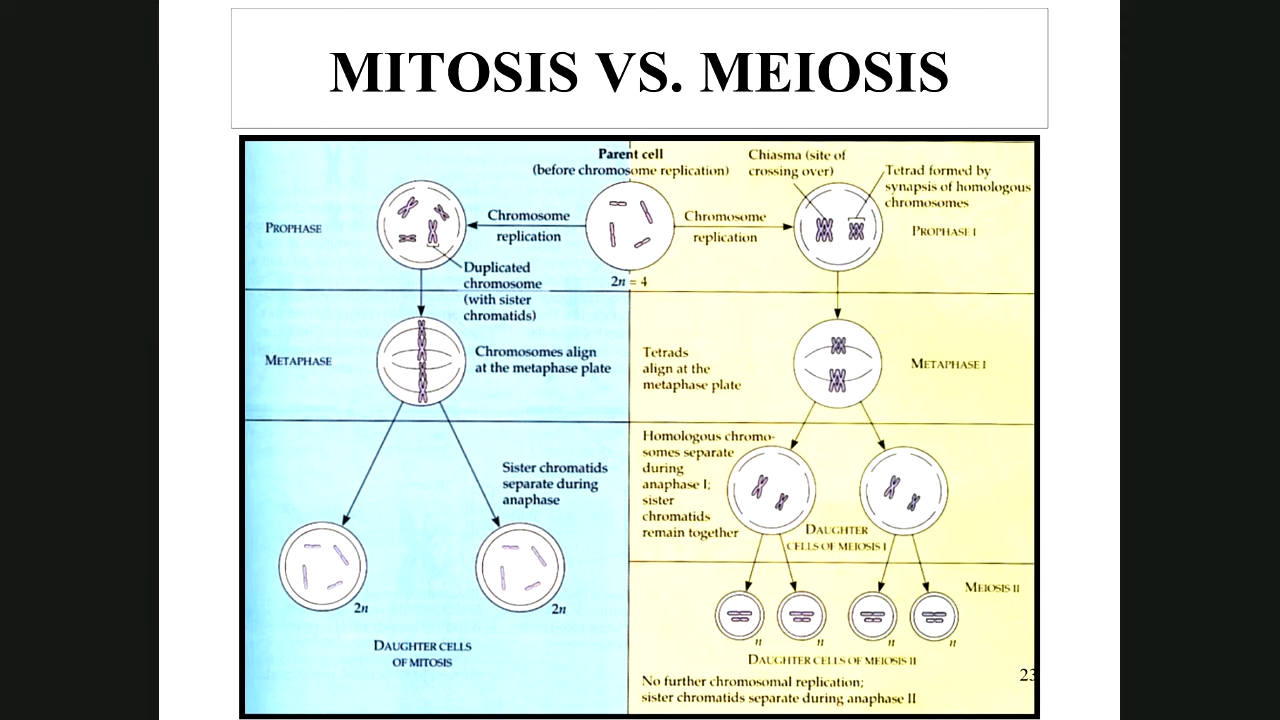 MITOSIS VS. MEIOSIS
Parent cell
(before chromosome replication)
Chiasma (site of
crossing over)
Tetrad formed by
synapsis of homologous
chromosomes
PROPHASE
Chromosome
replication
Chromosome
replication
PROPHASE I
Duplicated
chromosome
(with sister
chromatids)
2n = 4
METAPHASE
Chromosomes align
at the metaphase plate
Tetrads
align at the
metaphase plate
METAPHASE I
Sister chromatids
separate during
anaphase
Homologous chromo-
somes separate
during
anaphase I;
sister
chromatids
remain together
DAUGHTER
CELLS OF MEIOSIS I
MEIOSIS II
2n
2n
n
n
n
n
DAUGHTER CELLS
OF MITOSIS
DAUGHTER CELLS OF MEIOSIS II
No further chromosomal replication;
sister chromatids separate during anaphase II
23